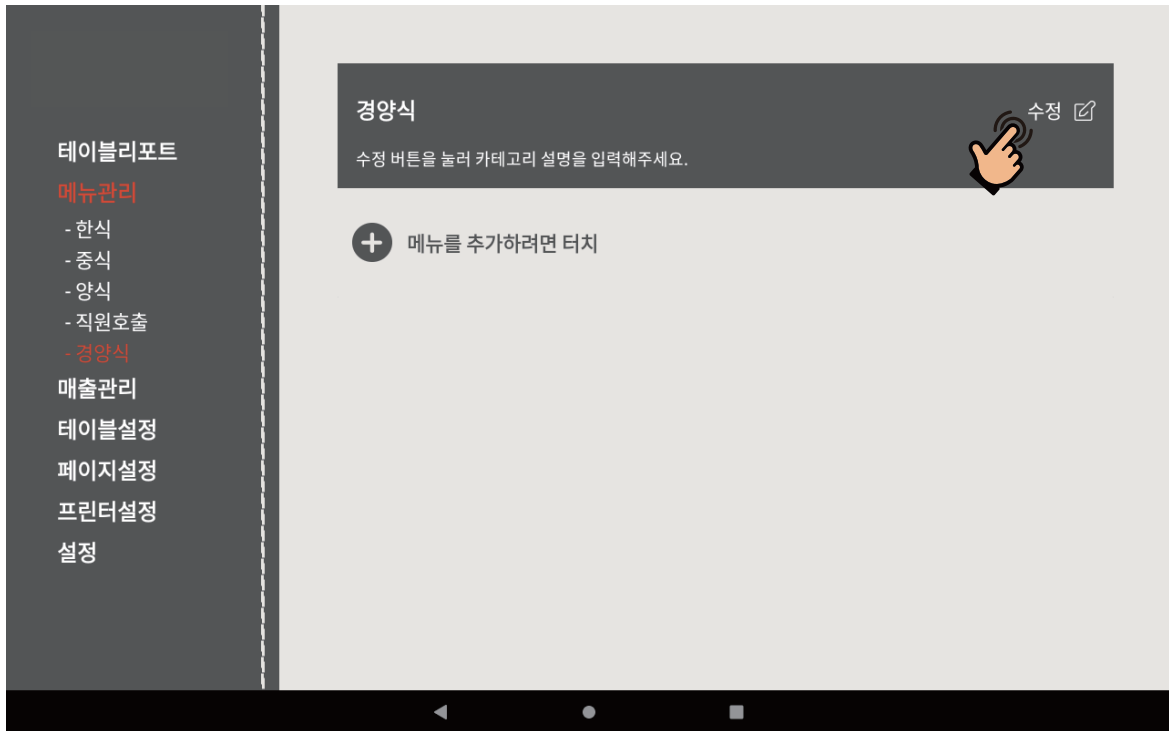 테이블리포트
메뉴관리
- 한식
- 중식
- 양식
- 직원호출
- 경양식
매출관리
테이블설정
페이지설정
프린터설정
설정
경양식
수정
수정 버튼을 눌러 카테고리 설명을 입력해주세요.
메뉴를 추가하려면 터치